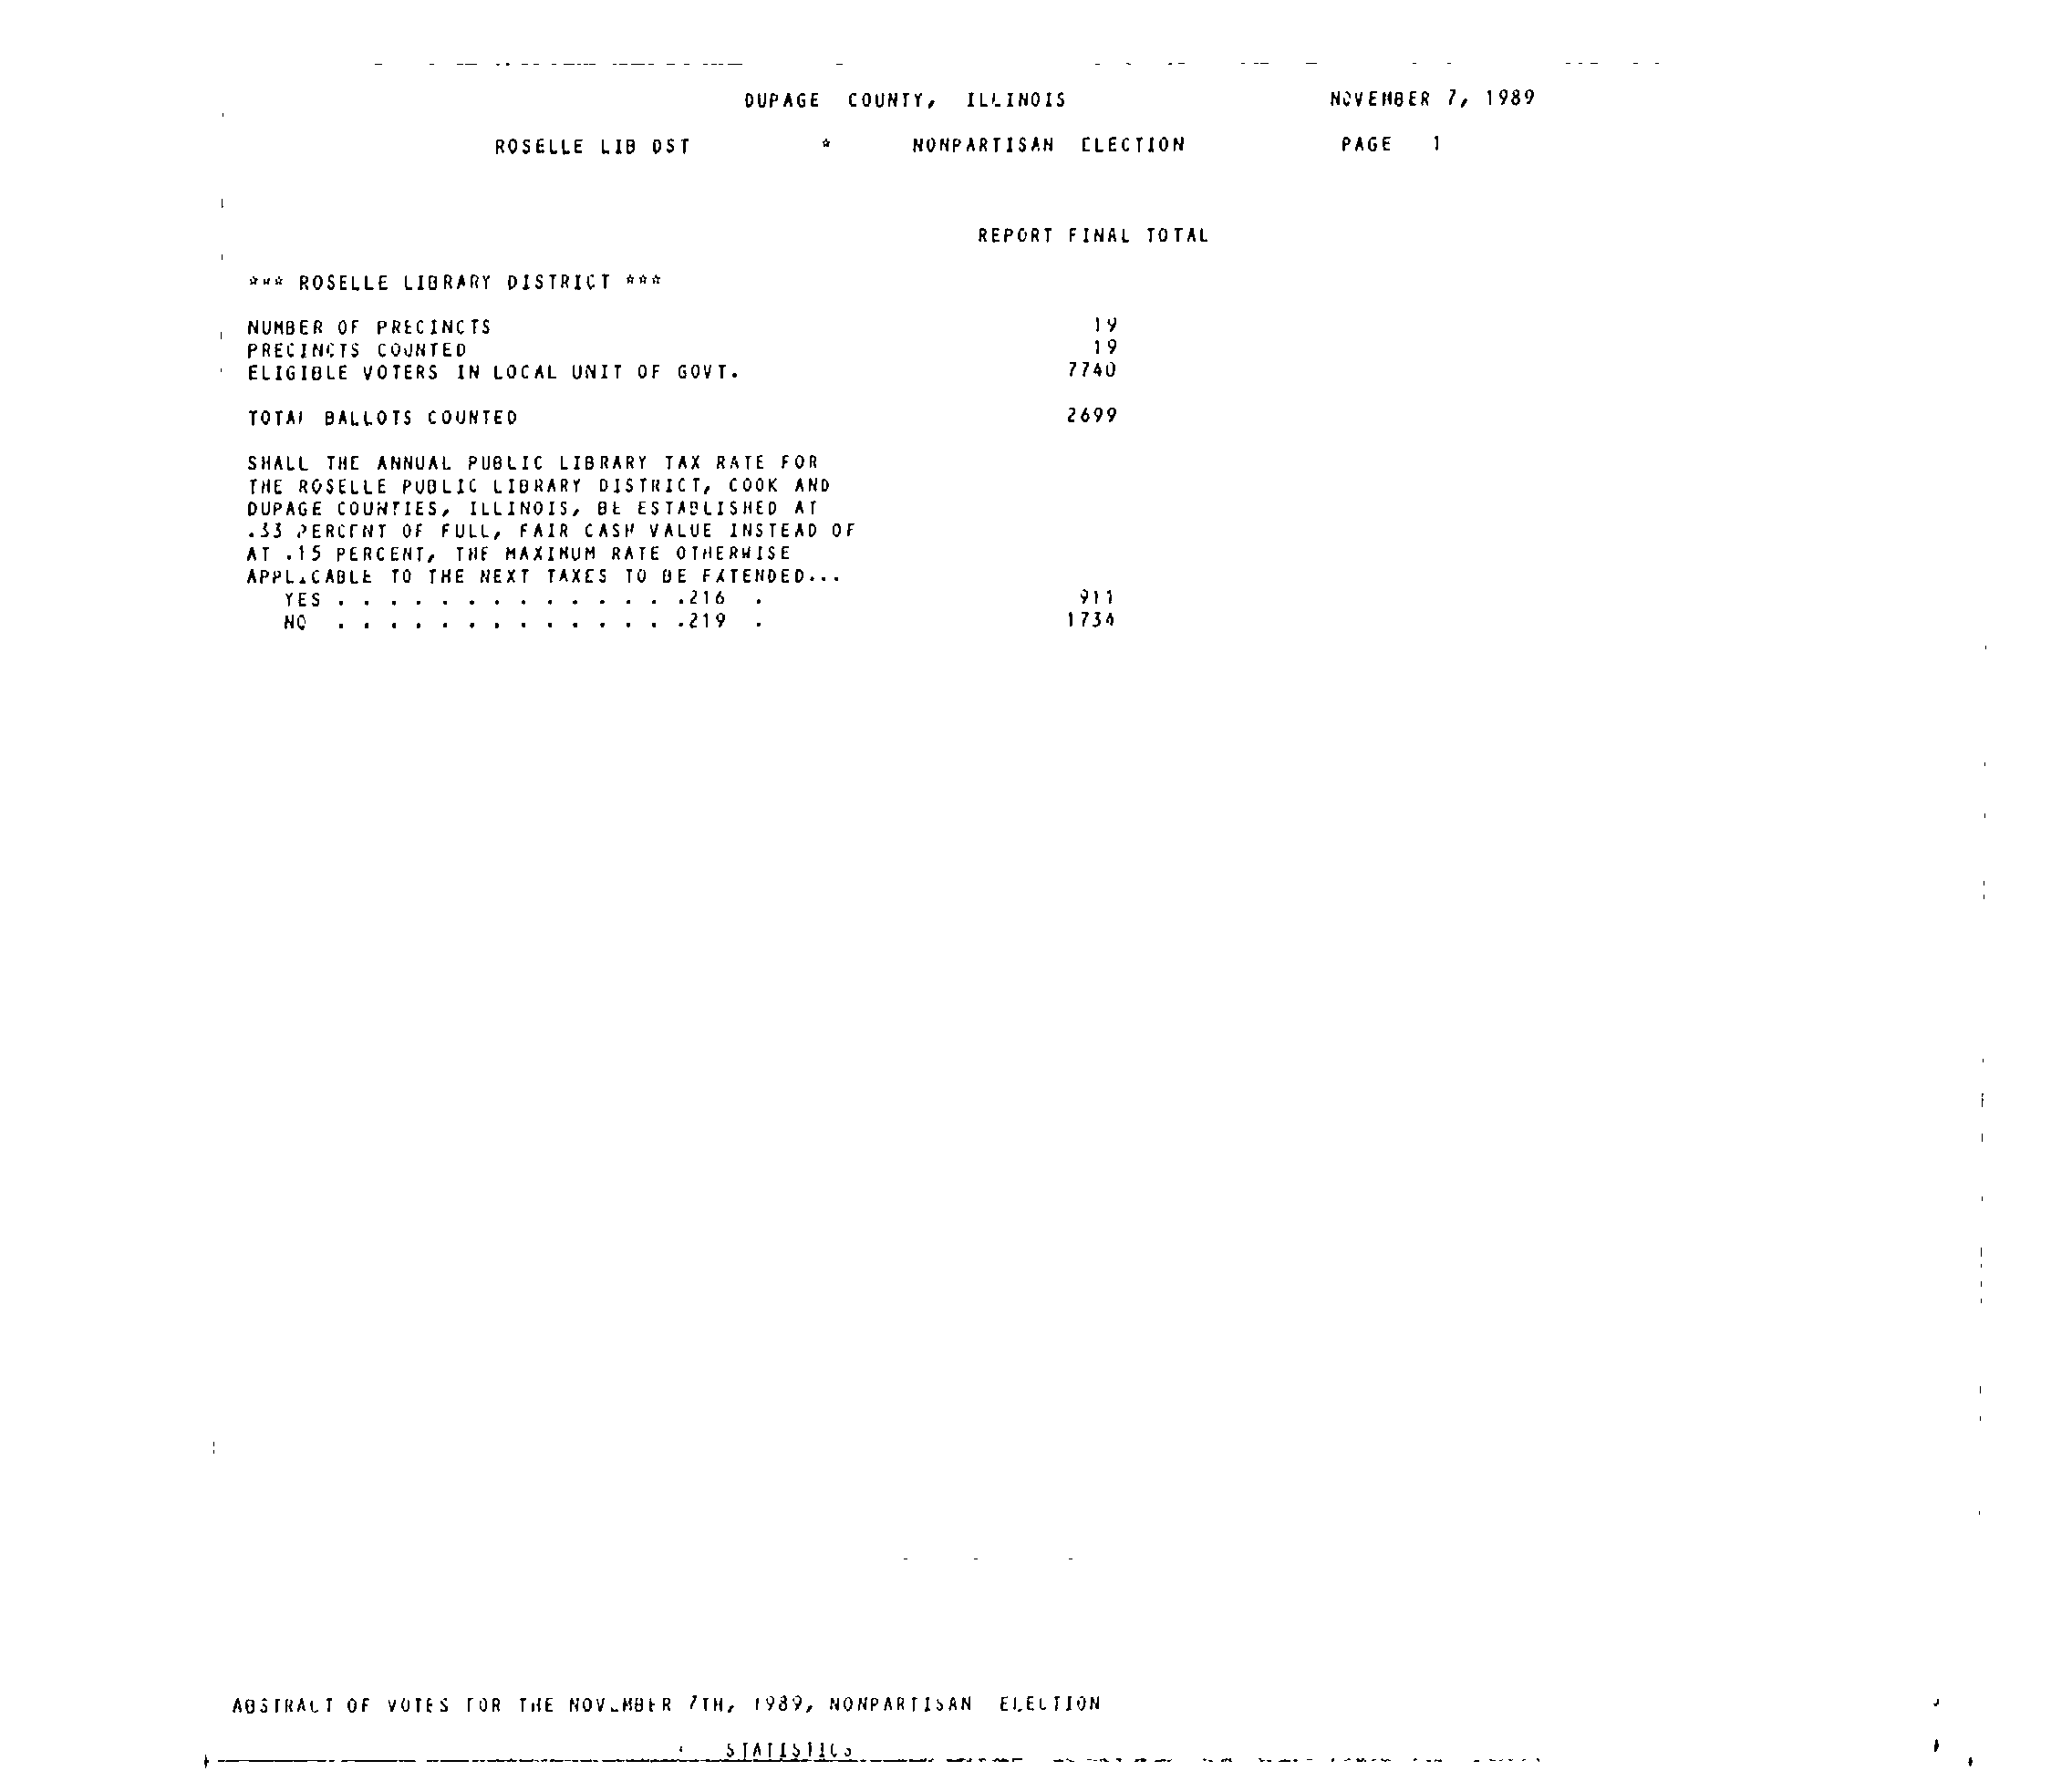 DUPAGE COUNTY, ILLINOIS NOVEMBER 7, 1989
ROSELLE LIB DST * NONPARTISAN ELECTION PAGE 1
REPORT FINAL TOTAL
*** ROSELLE LIBRARY DISTRICT ***
NUMBER OF PRECINCTS 19
PRECINCTS COUNTED 19
ELIGIBLE VOTERS IN LOCAL UNIT OF GOVT. 7740
TOTAL BALLOTS COUNTED 2699
SHALL THE ANNUAL PUBLIC LIBRARY TAX RATE FOR
THE ROSELLE PUBLIC LIBRARY DISTRICT, COOK AND
DUPAGE COUNTIES, ILLINOIS, BE ESTABLISHED AT
.33 PERCENT OF FULL, FAIR CASH VALUE INSTEAD OF
AT .15 PERCENT, THE MAXIMUM RATE OTHERWISE
APPLICABLE TO THE NEXT TAXES TO BE EXTENDED...
YES . . . . . . . . . . . . . .216 . 911
NO . . . . . . . . . . . . . .219 . 1734
ABSTRACT OF VOTES FOR THE NOVEMBER 7TH, 1989, NONPARTISAN ELECTION
STATISTICS